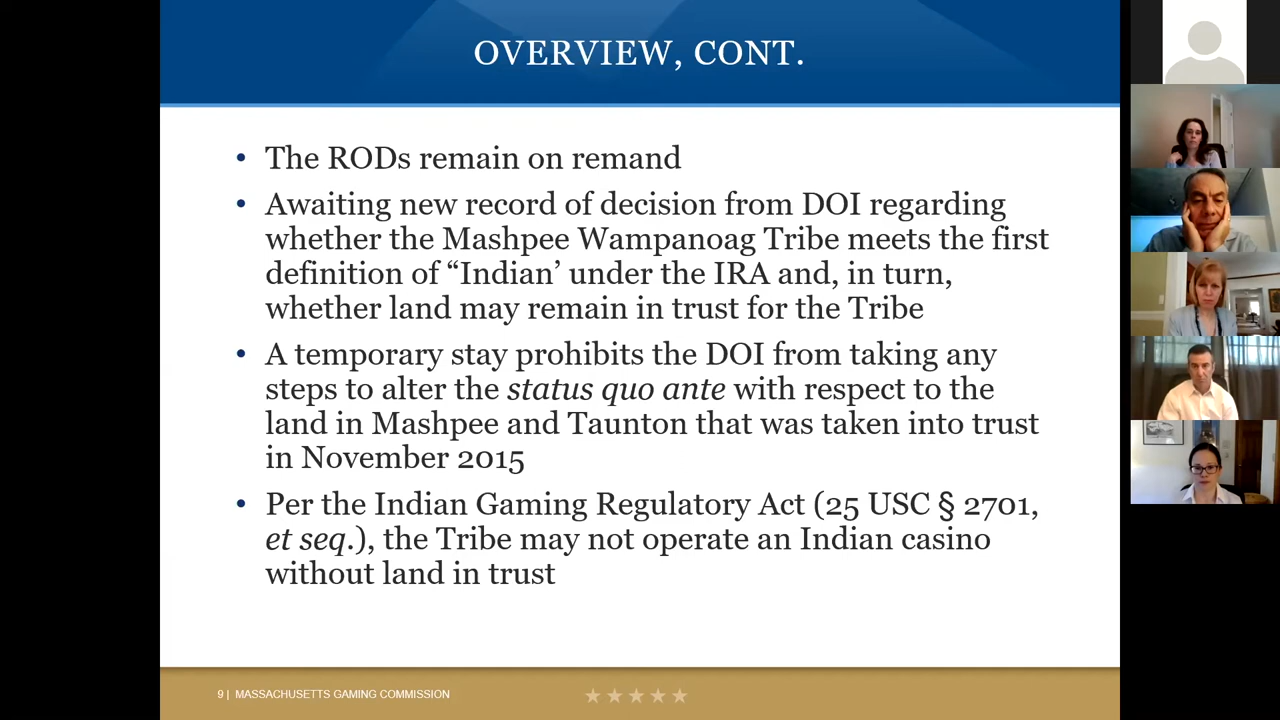 OVERVIEW, CONT.
• The RODs remain on remand
• Awaiting new record of decision from DOI regarding
whether the Mashpee Wampanoag Tribe meets the first
definition of “Indian’ under the IRA and, in turn,
whether land may remain in trust for the Tribe
• A temporary stay prohibits the DOI from taking any
steps to alter the status quo ante with respect to the
land in Mashpee and Taunton that was taken into trust
in November 2015
• Per the Indian Gaming Regulatory Act (25 USC § 2701,
et seq.), the Tribe may not operate an Indian casino
without land in trust
9 | MASSACHUSETTS GAMING COMMISSION